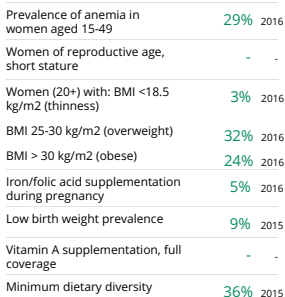 Prevalence of anemia in
women aged 15-49 29% 2016
Women of reproductive age,
short stature - -
Women (20+) with: BMI <18.5
kg/m2 (thinness) 3% 2016
BMI 25-30 kg/m2 (overweight) 32% 2016
BMI > 30 kg/m2 (obese) 24% 2016
Iron/folic acid supplementation
during pregnancy 5% 2016
Low birth weight prevalence 9% 2015
Vitamin A supplementation, full
coverage - -
Minimum dietary diversity 36% 2015